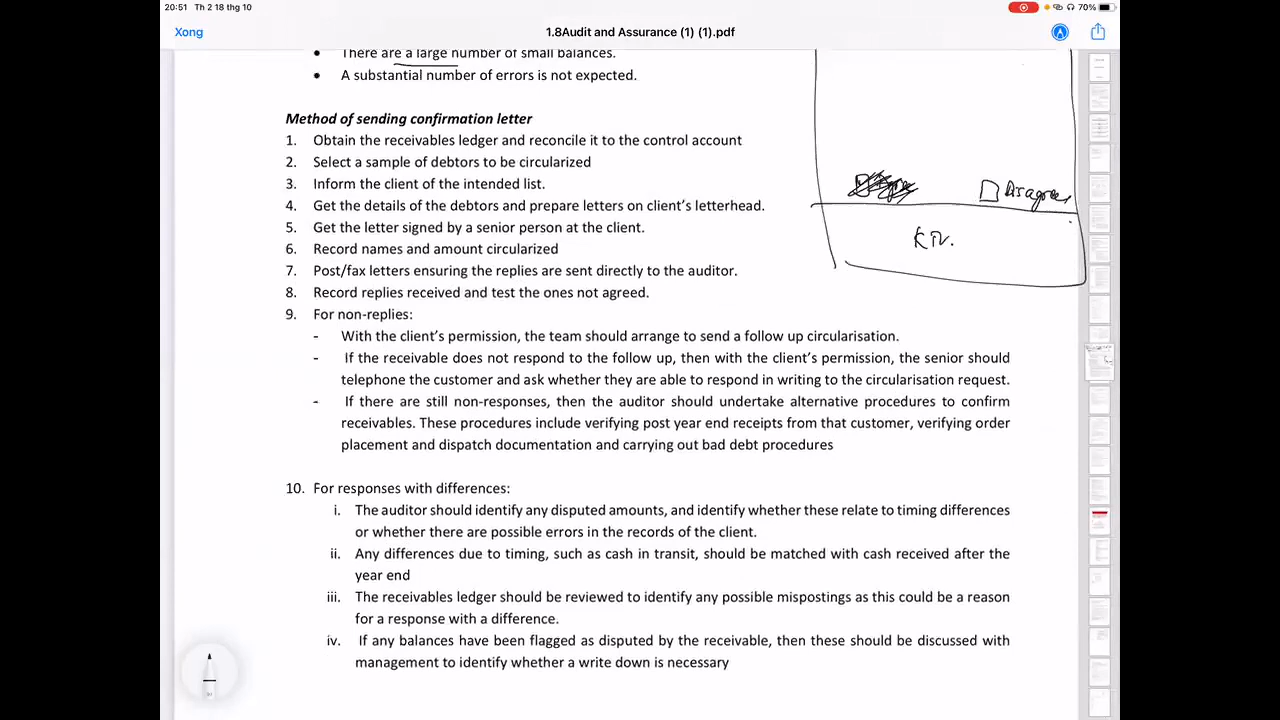 20:51 Th 2 18 thg 10 70%
Xong 1.8Audit and Assurance (1) (1).pdf
• There are a large number of small balances.
• A substantial number of errors is not expected.
Method of sending confirmation letter
1. Obtain the receivables ledger and reconcile it to the control account
2. Select a sample of debtors to be circularized
3. Inform the client of the intended list.
4. Get the details of the debtors and prepare letters on client's letterhead.
5. Get the letter signed by a senior person at the client.
6. Record names and amounts circularized
7. Post/fax letters ensuring the replies are sent directly to the auditor.
8. Record replies received and test the ones not agreed.
9. For non-replies:
- With the client's permission, the team should arrange to send a follow up circularisation.
- If the receivable does not respond to the follow up, then with the client's permission, the senior should
telephone the customer and ask whether they are able to respond in writing to the circularisation request.
- If there are still non-responses, then the auditor should undertake alternative procedures to confirm
receivables. These procedures include verifying post year end receipts from that customer, verifying order
placement and dispatch documentation and carrying out bad debt procedures
10. For responses with differences:
i. The auditor should identify any disputed amounts, and identify whether these relate to timing differences
or whether there are possible errors in the records of the client.
ii. Any differences due to timing, such as cash in transit, should be matched with cash received after the
year end
iii. The receivables ledger should be reviewed to identify any possible mispostings as this could be a reason
for a response with a difference.
iv. If any balances have been flagged as disputed by the receivable, then these should be discussed with
management to identify whether a write down is necessary
Disagree